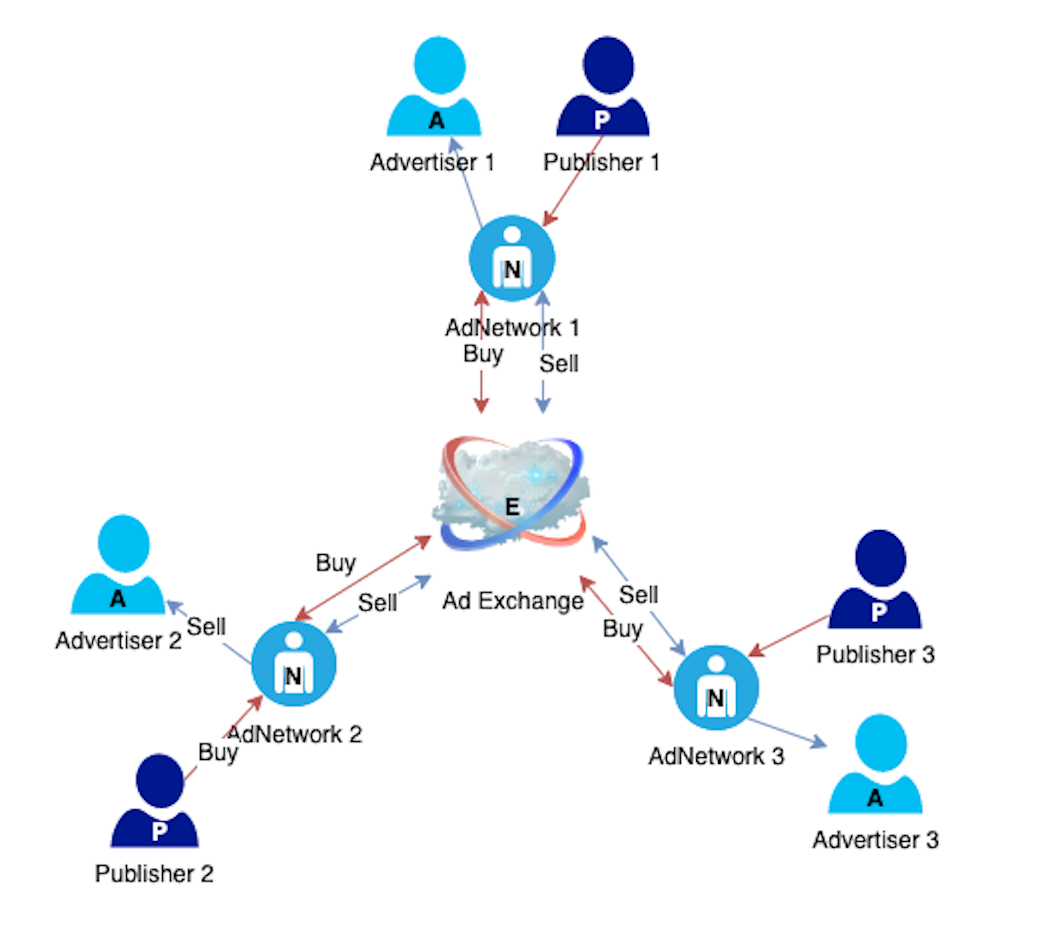 A
P
Advertiser 1
Publisher 1
N
AdNetwork 1
Buy
Sell
E
Ad Exchange
Buy
Sell
Sell
Buy
A
Advertiser 2
Sell
N
AdNetwork 2
Buy
P
Publisher 2
P
Publisher 3
N
AdNetwork 3
A
Advertiser 3